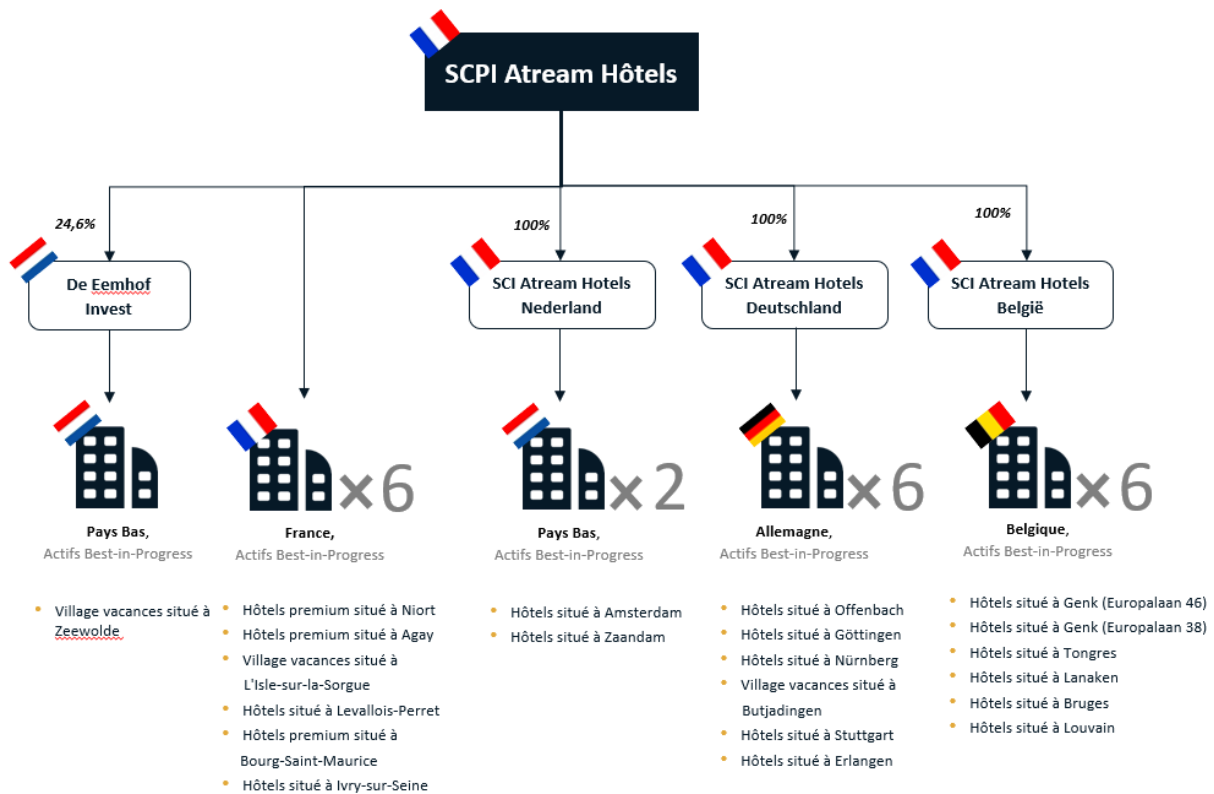 SCPI Atream Hôtels
24,6%
100%
100%
100%
De Eemhof
Invest
SCI Atream Hotels
Nederland
SCI Atream Hotels
Deutschland
SCI Atream Hotels
België
Pays Bas,
Actifs Best-in-Progress
• Village vacances situé à
Zeewolde
×6
France,
Actifs Best-in-Progress
• Hôtels premium situé à Niort
• Hôtels premium situé à Agay
• Village vacances situé à
L'Isle-sur-la-Sorgue
• Hôtels situé à Levallois-Perret
• Hôtels premium situé à
Bourg-Saint-Maurice
• Hôtels situé à Ivry-sur-Seine
×2
Pays Bas,
Actifs Best-in-Progress
• Hôtels situé à Amsterdam
• Hôtels situé à Zaandam
×6
Allemagne,
Actifs Best-in-Progress
• Hôtels situé à Offenbach
• Hôtels situé à Göttingen
• Hôtels situé à Nürnberg
• Village vacances situé à
Butjadingen
• Hôtels situé à Stuttgart
• Hôtels situé à Erlangen
×6
Belgique,
Actifs Best-in-Progress
• Hôtels situé à Genk (Europalaan 46)
• Hôtels situé à Genk (Europalaan 38)
• Hôtels situé à Tongres
• Hôtels situé à Lanaken
• Hôtels situé à Bruges
• Hôtels situé à Louvain